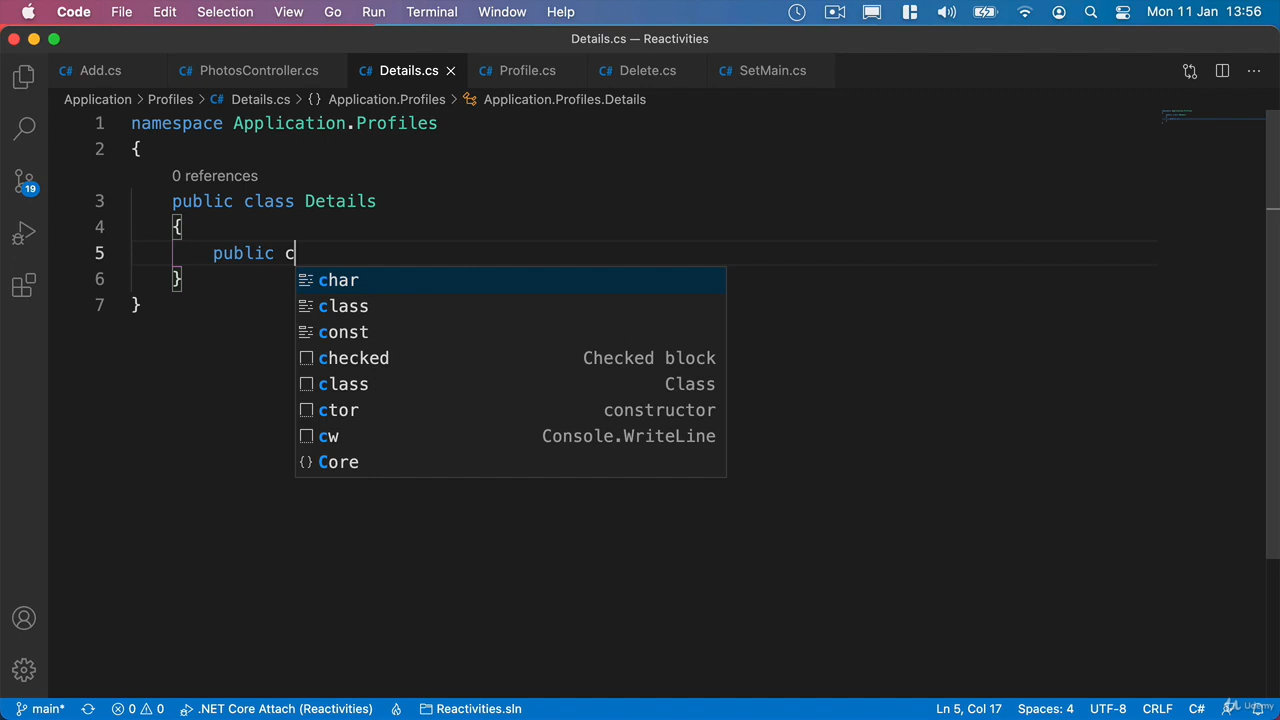 Code File Edit Selection View Go Run Terminal Window Help Mon 11 Jan 13:56
Details.cs — Reactivities
C# Add.cs C# PhotosController.cs C# Details.cs C# Profile.cs C# Delete.cs C# SetMain.cs
Application > Profiles > C# Details.cs > {} Application.Profiles > Application.Profiles.Details
1 namespace Application.Profiles
2 {
0 references
3 public class Details
4 {
5 public c
6 }
7 }
char
class
const
checked Checked block
class Class
ctor constructor
cw Console.WriteLine
{} Core
19
main* 0 0 .NET Core Attach (Reactivities) Reactivities.sln Ln 5, Col 17 Spaces: 4 UTF-8 CRLF C#
Udemy